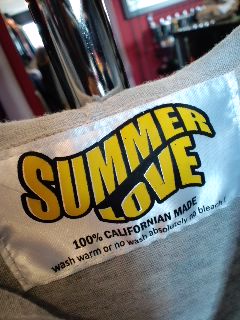 SUMMER
LOVE
100% CALIFORNIAN MADE
wash warm or no wash absolutely no bleach!